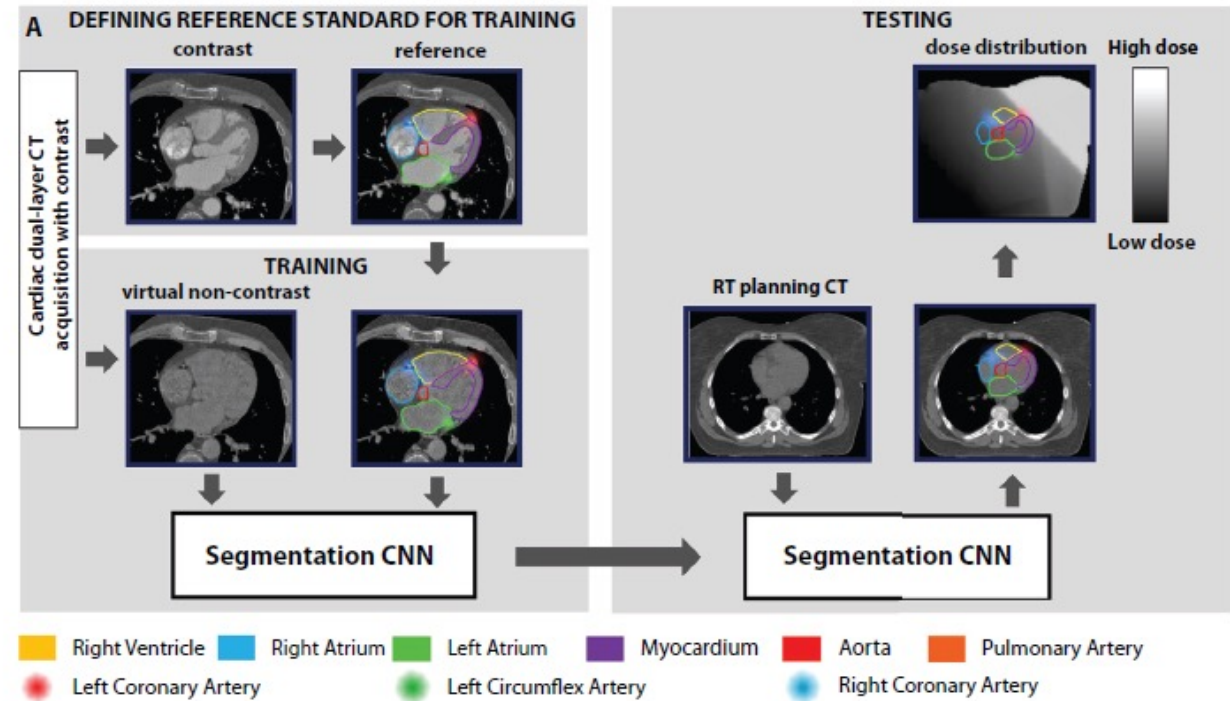 A
DEFINING REFERENCE STANDARD FOR TRAINING
contrast
reference
Cardiac dual-layer CT
acquisition with contrast
TRAINING
virtual non-contrast
Segmentation CNN
TESTING
dose distribution
High dose
Low dose
RT planning CT
Segmentation CNN
Right Ventricle
Right Atrium
Left Atrium
Myocardium
Aorta
Pulmonary Artery
Left Coronary Artery
Left Circumflex Artery
Right Coronary Artery